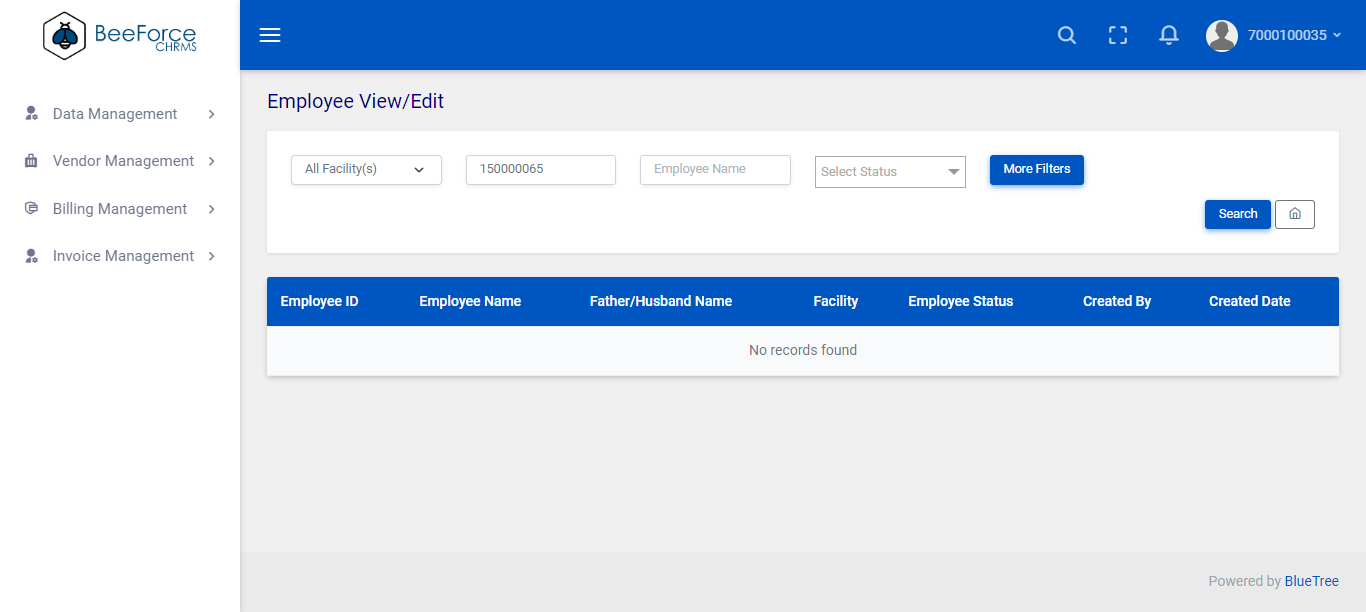 BeeForce
CHRMS
7000100035
Data Management
Vendor Management
Billing Management
Invoice Management
Employee View/Edit
All Facility(s) 150000065 Employee Name Select Status More Filters
Search
Employee ID Employee Name Father/Husband Name Facility Employee Status Created By Created Date
No records found
Powered by BlueTree